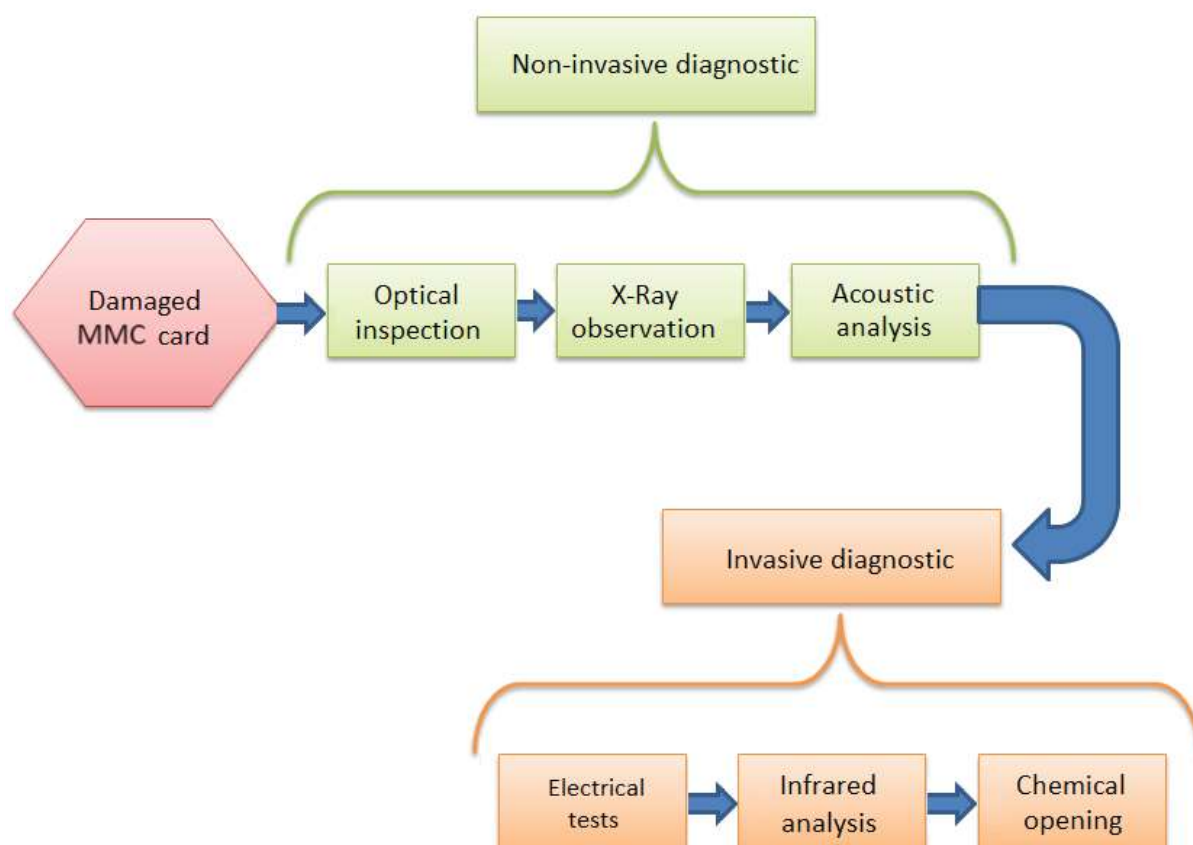 Non-invasive diagnostic
Damaged
MMC card
Optical
inspection
X-Ray
observation
Acoustic
analysis
Invasive diagnostic
Electrical
tests
Infrared
analysis
Chemical
opening